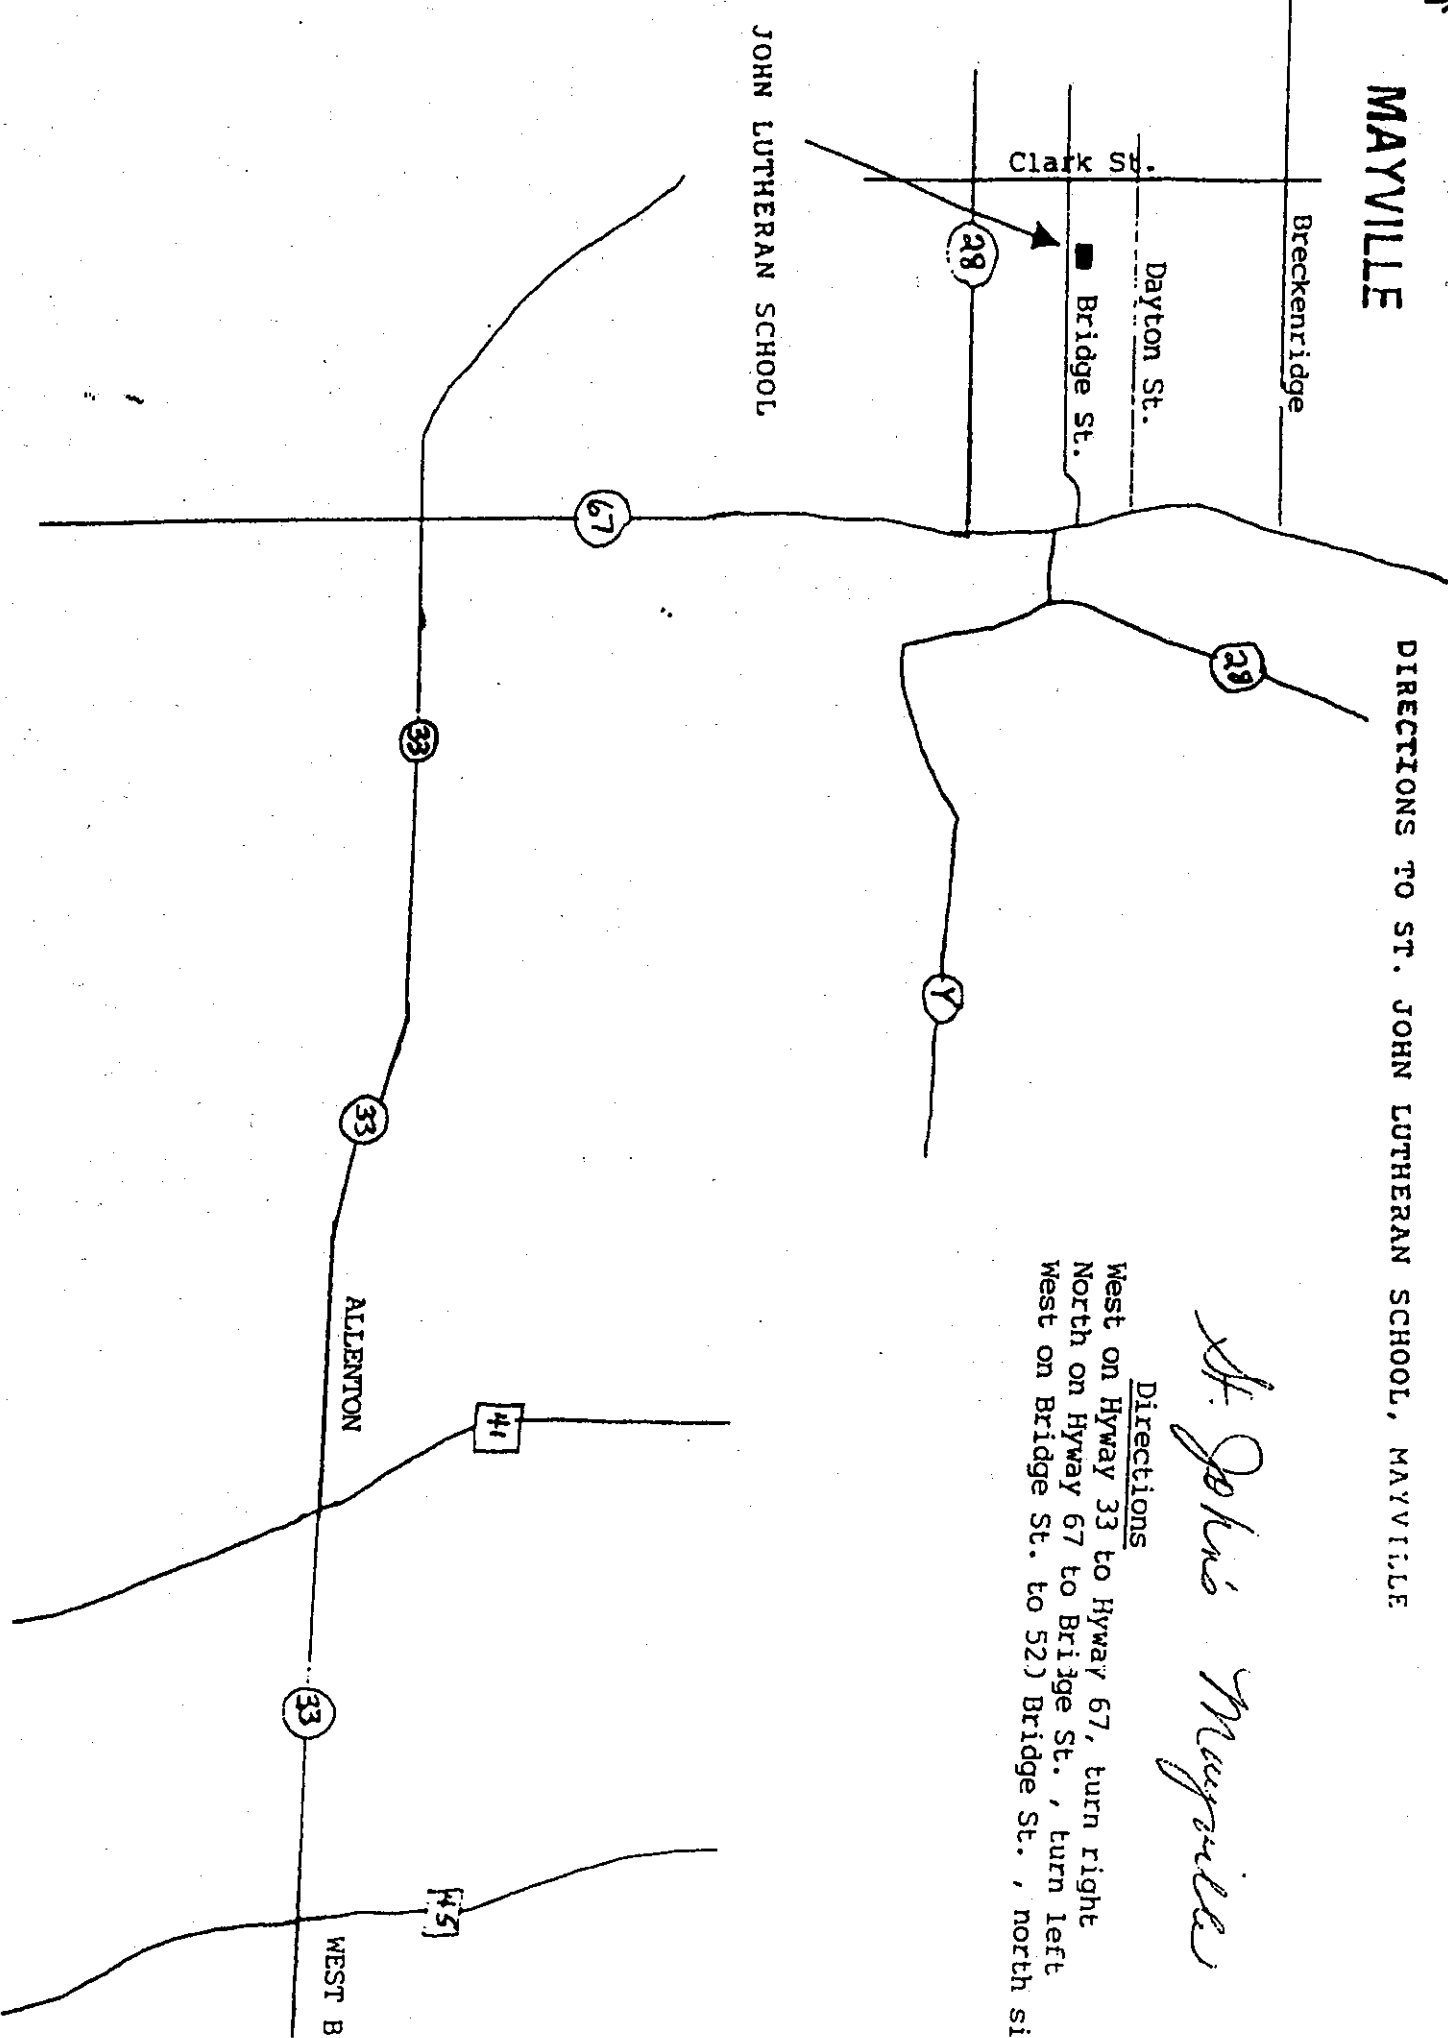 DIRECTIONS TO ST. JOHN LUTHERAN SCHOOL, MAYVILLE
MAYVILLE
Breckenridge
Dayton St.
Bridge St.
Clark St.
28
28
JOHN LUTHERAN SCHOOL
St. John's Mayville
Directions
West on Hyway 33 to Hyway 67, turn right
North on Hyway 67 to Bridge St., turn left
West on Bridge St. to 52) Bridge St., north si
Y
67
33
33
ALLENTON
41
33
45
WEST B